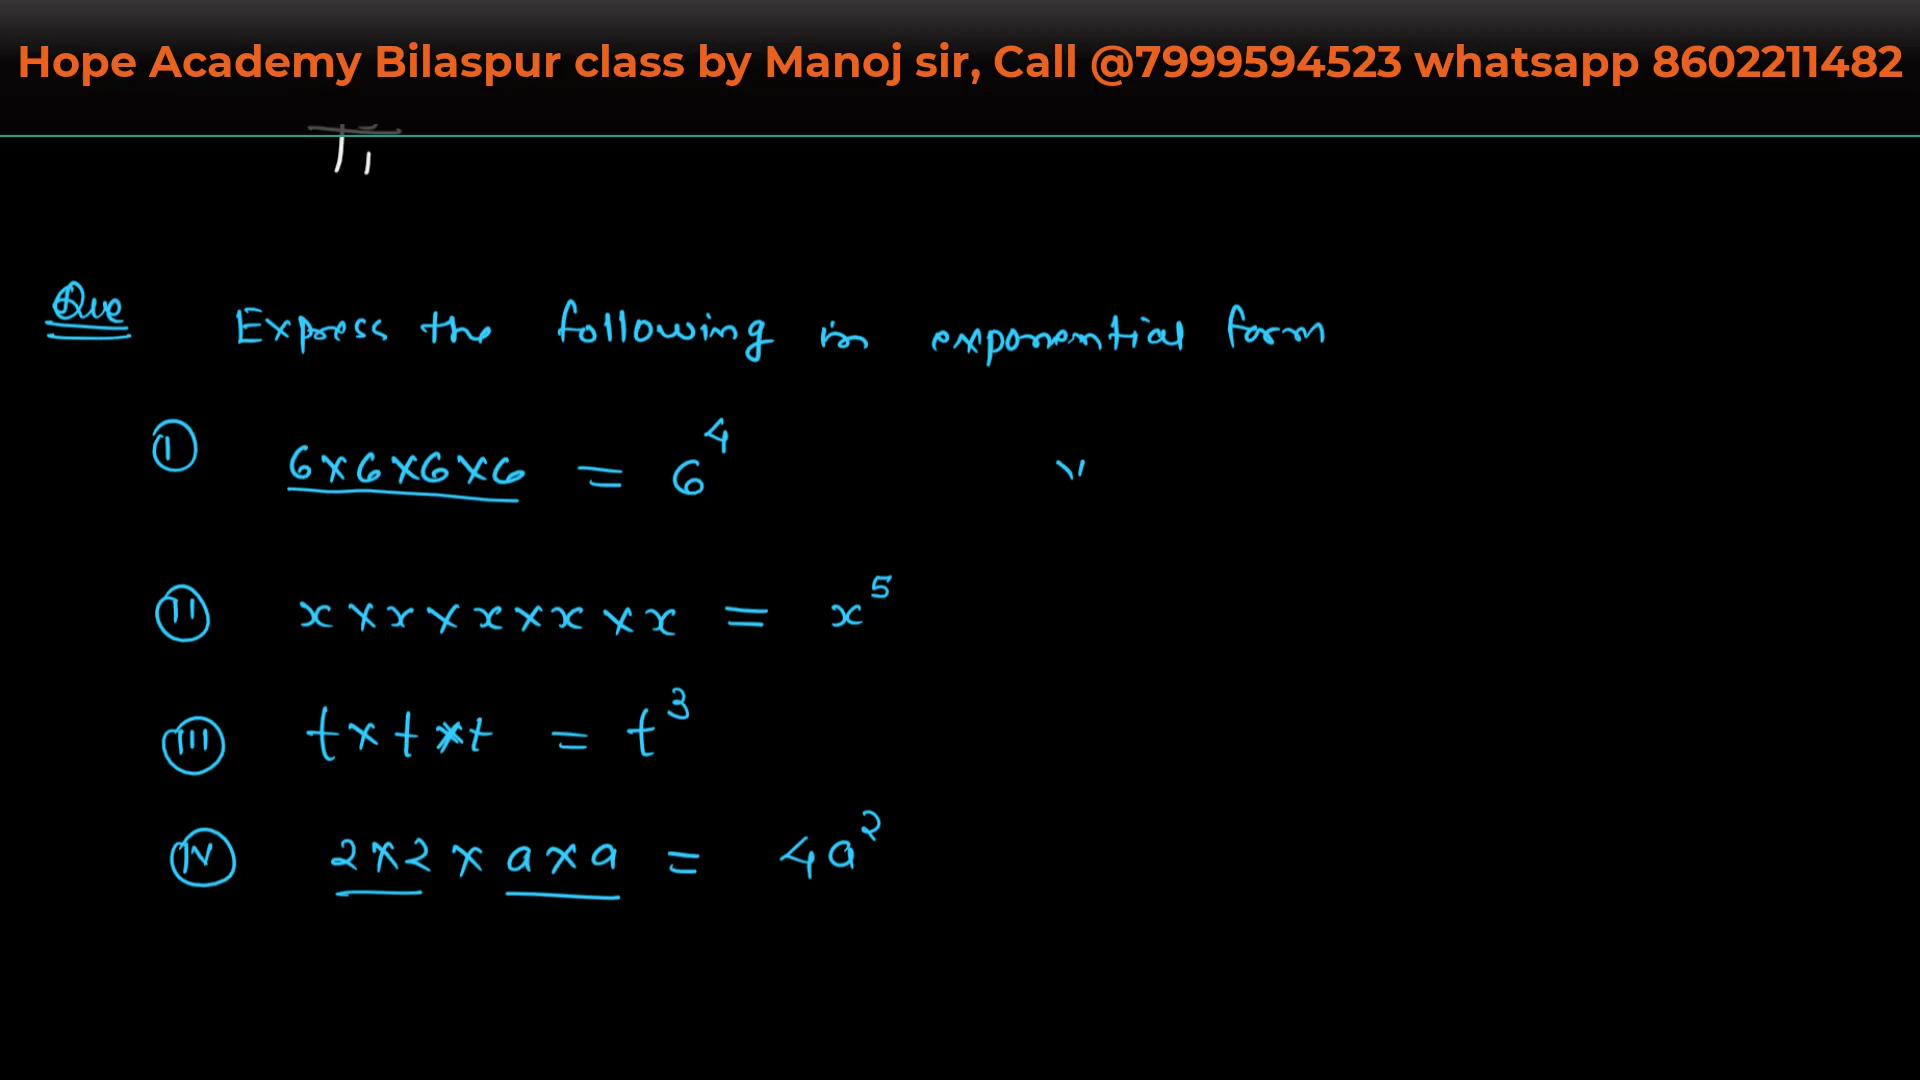 Hope Academy Bilaspur class by Manoj sir, Call @7999594523 whatsapp 8602211482
Que Express the following in exponential form
(I) 6×6×6×6 = 6⁴
(II) x×x×x×x×x = x⁵
(III) t×t×t = t³
(IV) 2×2×a×a = 4a²